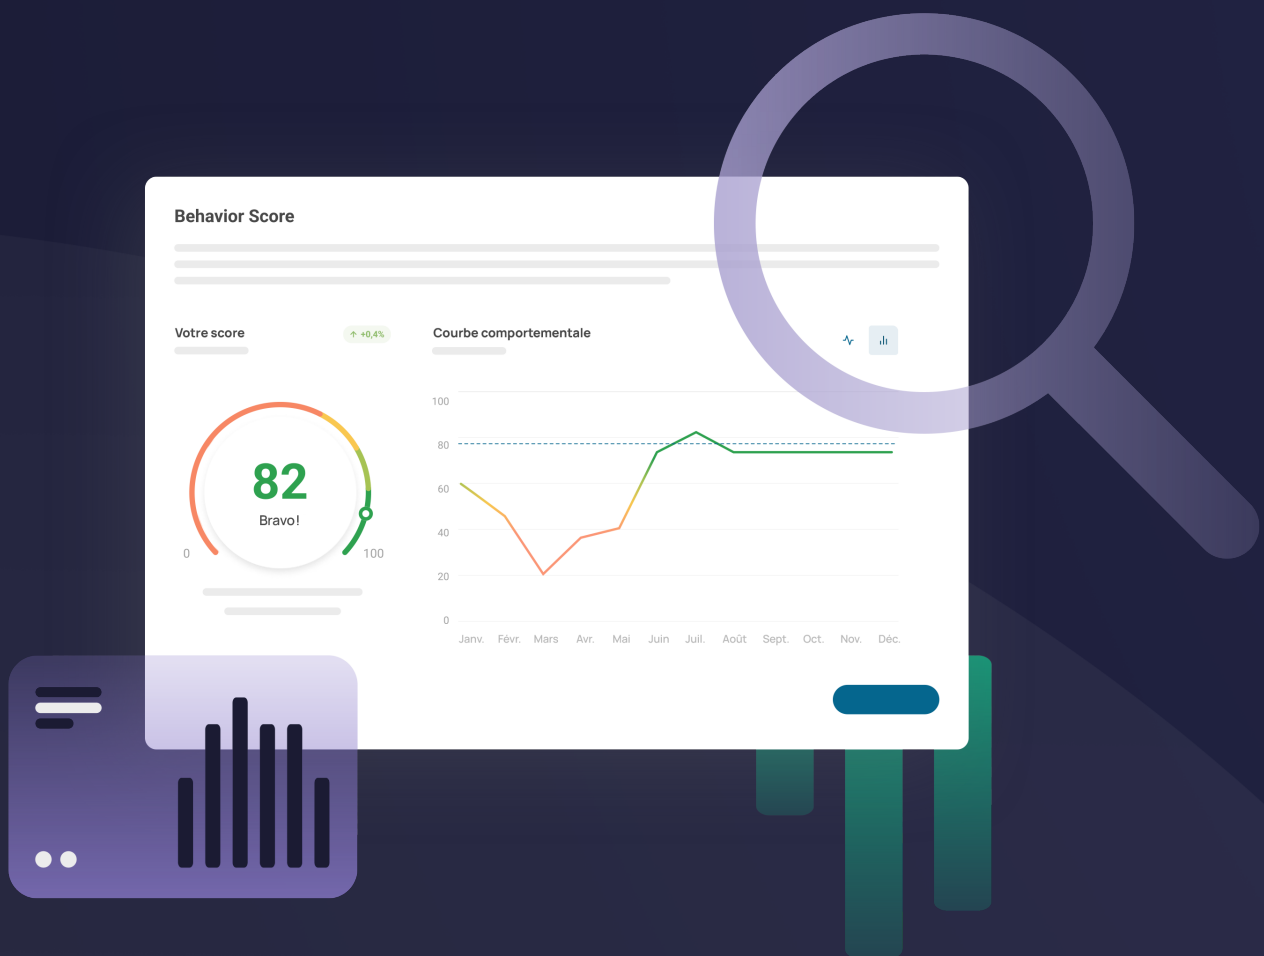 Behavior Score
Votre score
+0,4%
82
Bravo!
0
100
Courbe comportementale
100
80
60
40
20
0
Janv. Févr. Mars Avr. Mai Juin Juil. Août Sept. Oct. Nov. Déc.